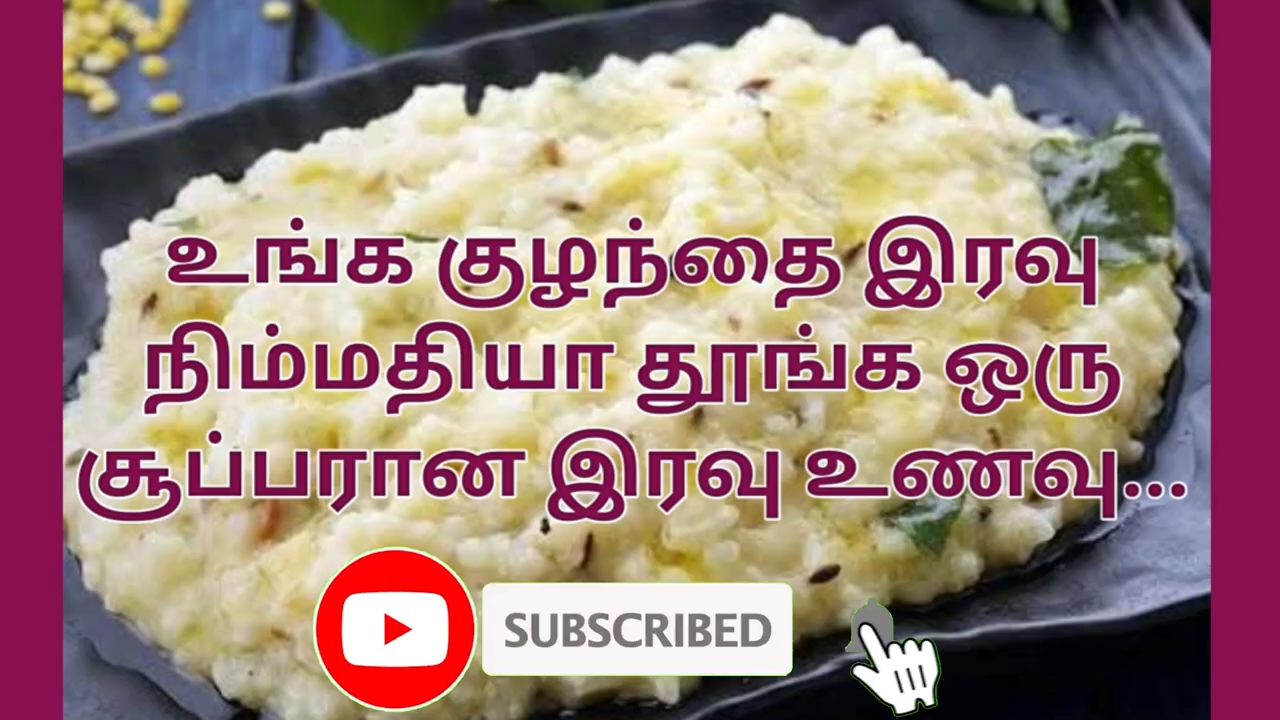 உங்க குழந்தை இரவு
நிம்மதியா தூங்க ஒரு
சூப்பரான இரவு உணவு...
SUBSCRIBED